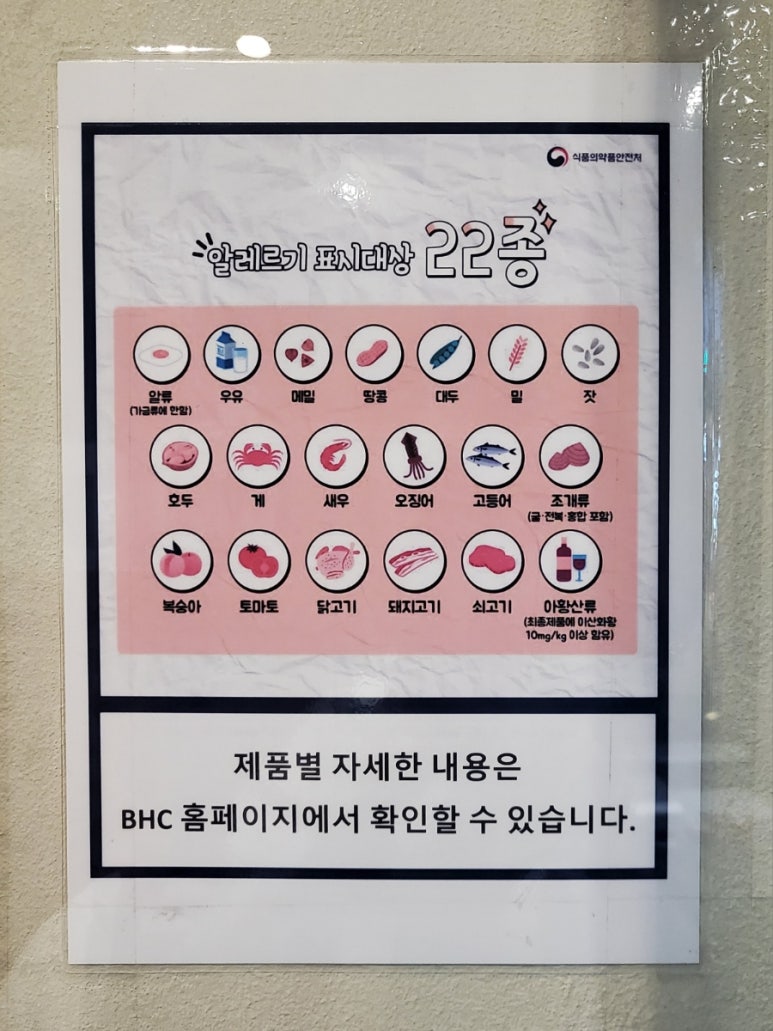 식품의약품안전처
알레르기 표시대상 22종
알류 우유 메밀 땅콩 대두 밀 잣
(가금류에 한함)
호두 게 새우 오징어 고등어 조개류
(굴·전복·홍합 포함)
복숭아 토마토 닭고기 돼지고기 쇠고기 아황산류
(최종제품에 이산화황
10mg/kg 이상 함유)
제품별 자세한 내용은
BHC 홈페이지에서 확인할 수 있습니다.